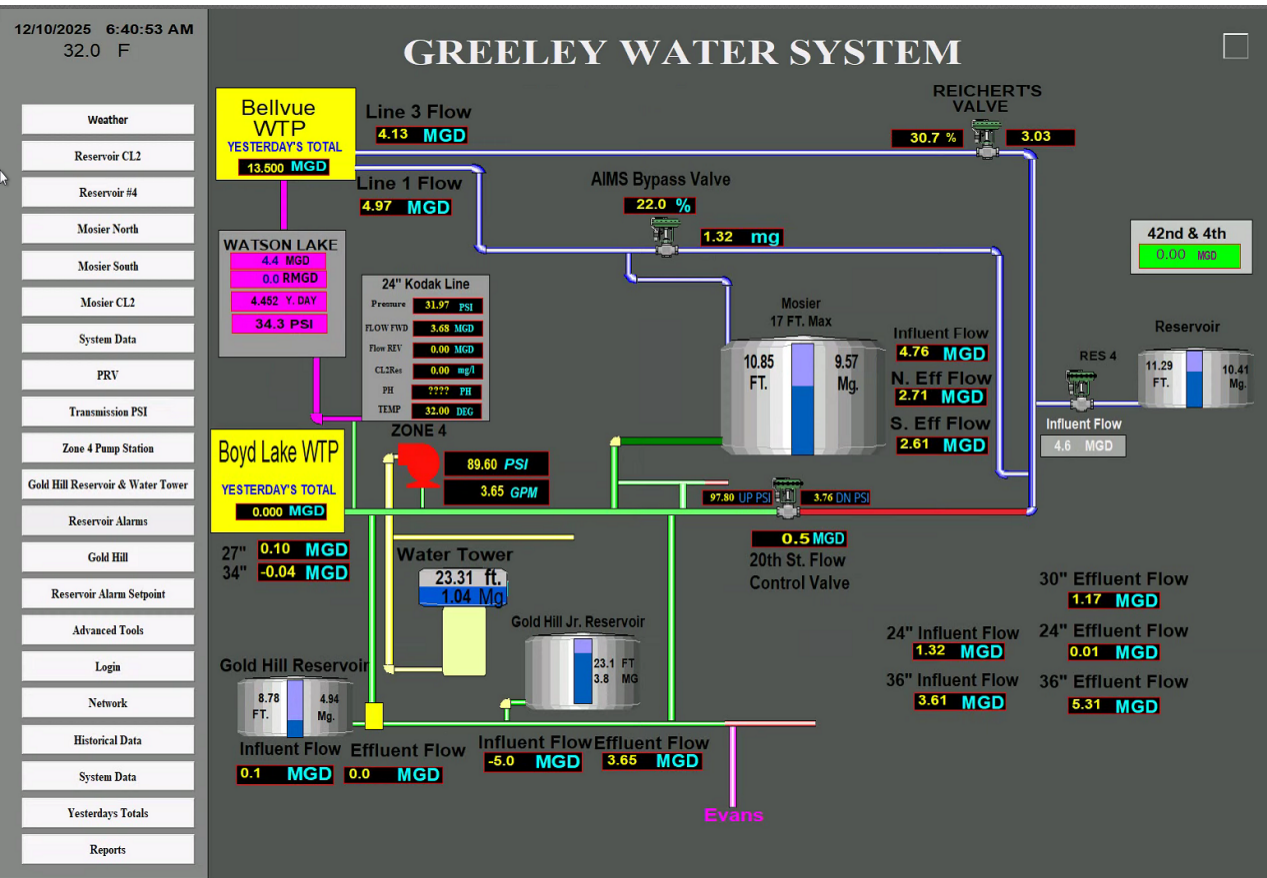 12/10/2025 6:40:53 AM
32.0 F
GREELEY WATER SYSTEM
Weather
Reservoir CL2
Reservoir #4
Mosier North
Mosier South
Mosier CL2
System Data
PRV
Transmission PSI
Zone 4 Pump Station
Gold Hill Reservoir & Water Tower
Reservoir Alarms
Gold Hill
Reservoir Alarm Setpoint
Advanced Tools
Login
Network
Historical Data
System Data
Yesterdays Totals
Reports
Bellvue
WTP
YESTERDAY'S TOTAL
13.500 MGD
Line 3 Flow
4.13 MGD
Line 1 Flow
4.97 MGD
REICHERT'S
VALVE
30.7 %
3.03
AIMS Bypass Valve
22.0 %
1.32 mg
42nd & 4th
0.00 MGD
WATSON LAKE
4.4 MGD
0.0 RMGD
4.452 Y. DAY
34.3 PSI
24" Kodak Line
Pressure 31.97 PSI
FLOW FWD 3.68 MGD
Flow REV 0.00 MGD
CL2Res 0.00 mg/l
PH ???? PH
TEMP 32.00 DEG
Mosier
17 FT. Max
10.85 FT.
9.57 Mg.
Influent Flow
4.76 MGD
N. Eff Flow
2.71 MGD
S. Eff Flow
2.61 MGD
Reservoir
11.29 FT.
10.41 Mg.
RES 4
Influent Flow
4.6 MGD
ZONE 4
89.60 PSI
3.65 GPM
Boyd Lake WTP
YESTERDAY'S TOTAL
0.000 MGD
27" 0.10 MGD
34" -0.04 MGD
97.80 UP PSI
3.76 DN PSI
0.5 MGD
20th St. Flow
Control Valve
Water Tower
23.31 ft.
1.04 Mg
Gold Hill Jr. Reservoir
23.1 FT
3.8 MG
Gold Hill Reservoir
8.78 FT.
4.94 Mg.
Influent Flow
0.1 MGD
Effluent Flow
0.0 MGD
Influent Flow
-5.0 MGD
Effluent Flow
3.65 MGD
Evans
30" Effluent Flow
1.17 MGD
24" Influent Flow
1.32 MGD
24" Effluent Flow
0.01 MGD
36" Influent Flow
3.61 MGD
36" Effluent Flow
5.31 MGD